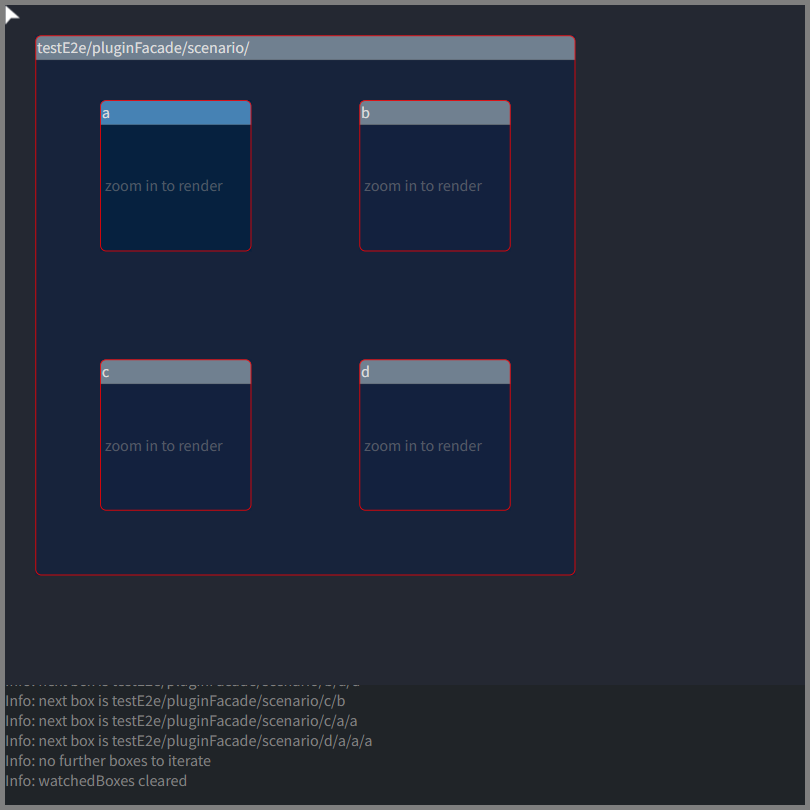 testE2e/pluginFacade/scenario/
a
b
zoom in to render
zoom in to render
c
d
zoom in to render
zoom in to render
Info: next box is testE2e/pluginFacade/scenario/c/b
Info: next box is testE2e/pluginFacade/scenario/c/a/a
Info: next box is testE2e/pluginFacade/scenario/d/a/a/a
Info: no further boxes to iterate
Info: watchedBoxes cleared